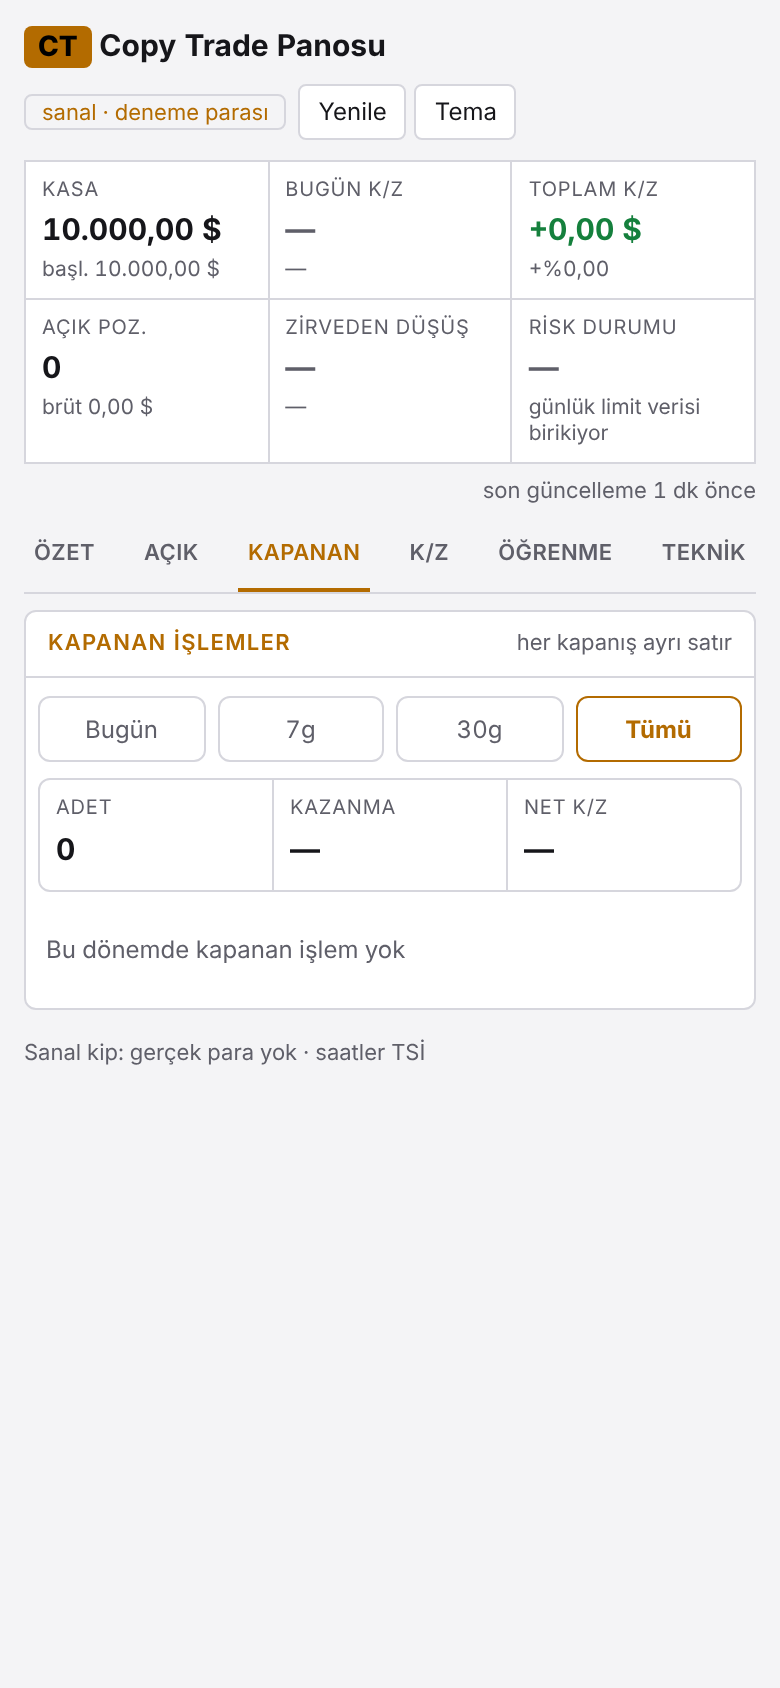 CT Copy Trade Panosu
sanal · deneme parası Yenile Tema
KASA BUGÜN K/Z TOPLAM K/Z
10.000,00 $ — +0,00 $
başl. 10.000,00 $ — +%0,00
AÇIK POZ. ZİRVEDEN DÜŞÜŞ RİSK DURUMU
0 — —
brüt 0,00 $ — günlük limit verisi
birikiyor
son güncelleme 1 dk önce
ÖZET AÇIK KAPANAN K/Z ÖĞRENME TEKNİK
KAPANAN İŞLEMLER her kapanış ayrı satır
Bugün 7g 30g Tümü
ADET KAZANMA NET K/Z
0 — —
Bu dönemde kapanan işlem yok
Sanal kip: gerçek para yok · saatler TSİ